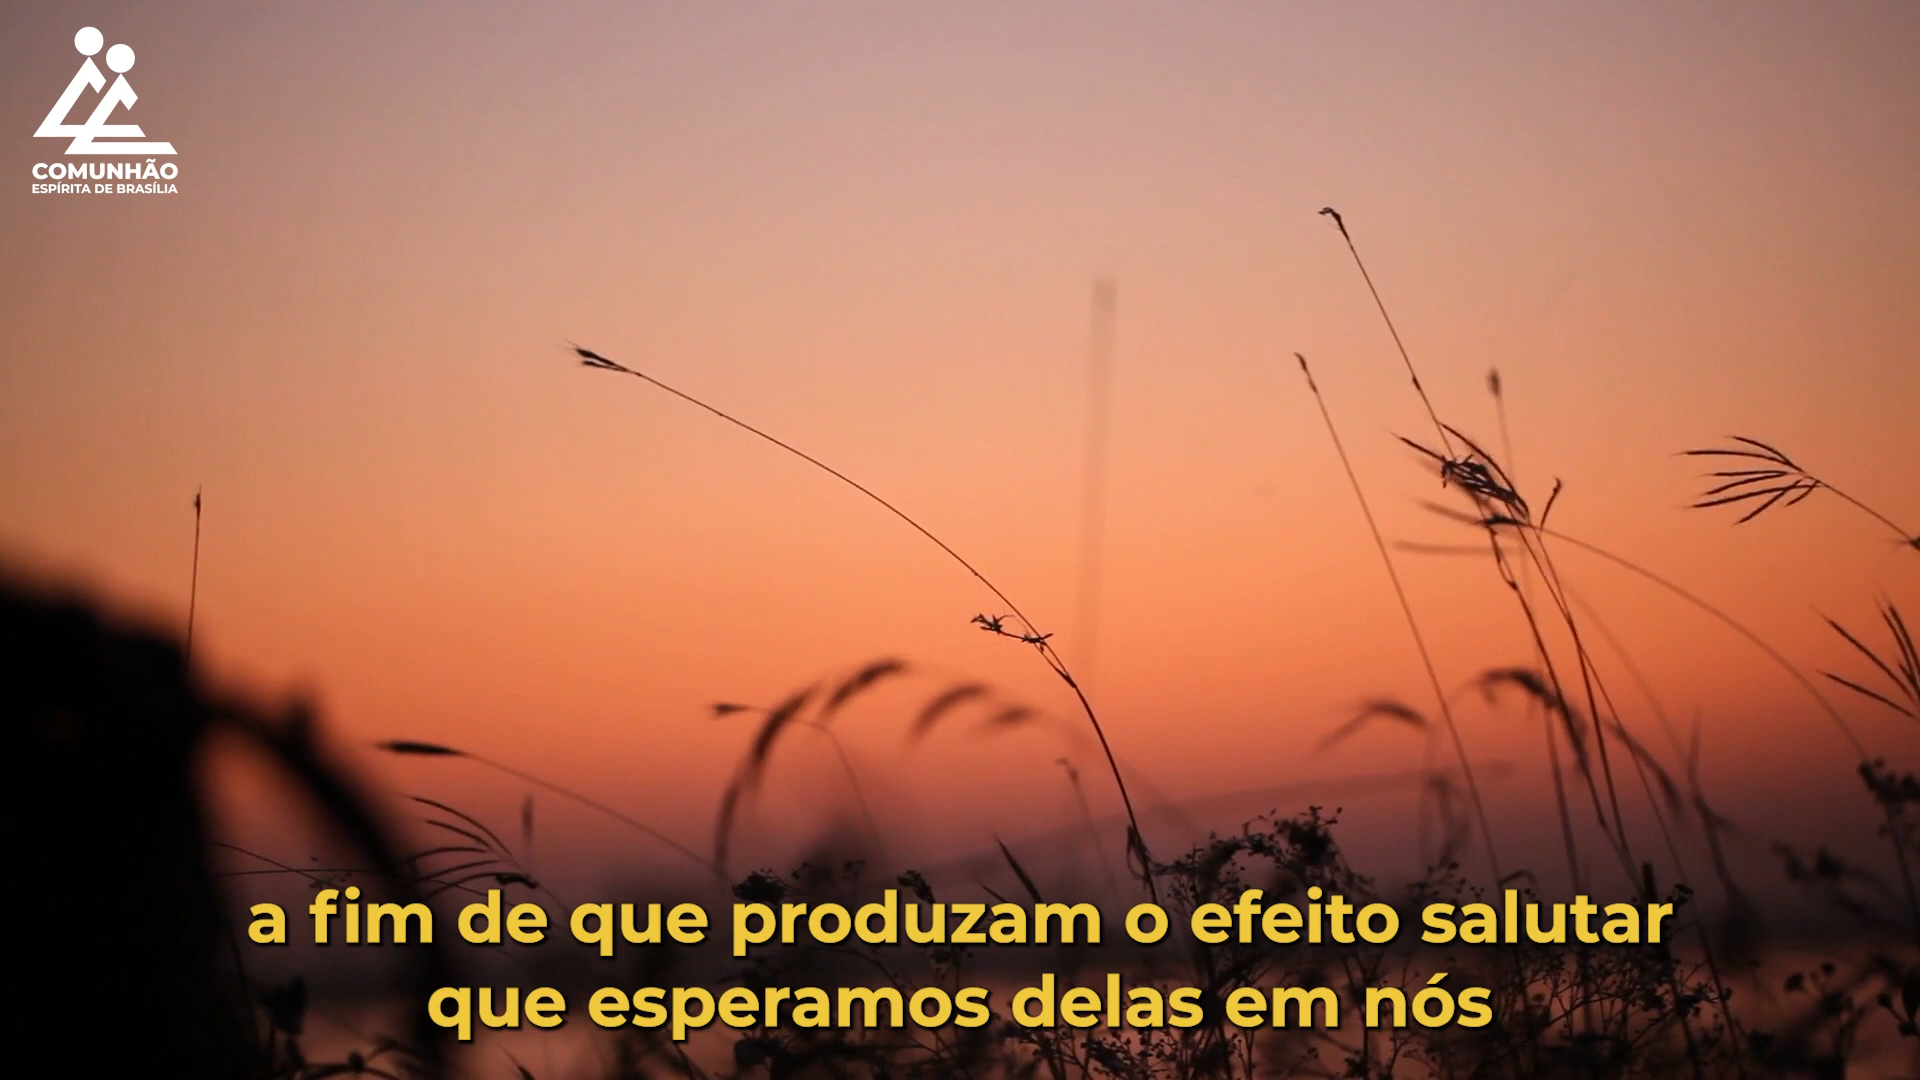 COMUNHÃO
ESPÍRITA DE BRASÍLIA
a fim de que produzam o efeito salutar
que esperamos delas em nós